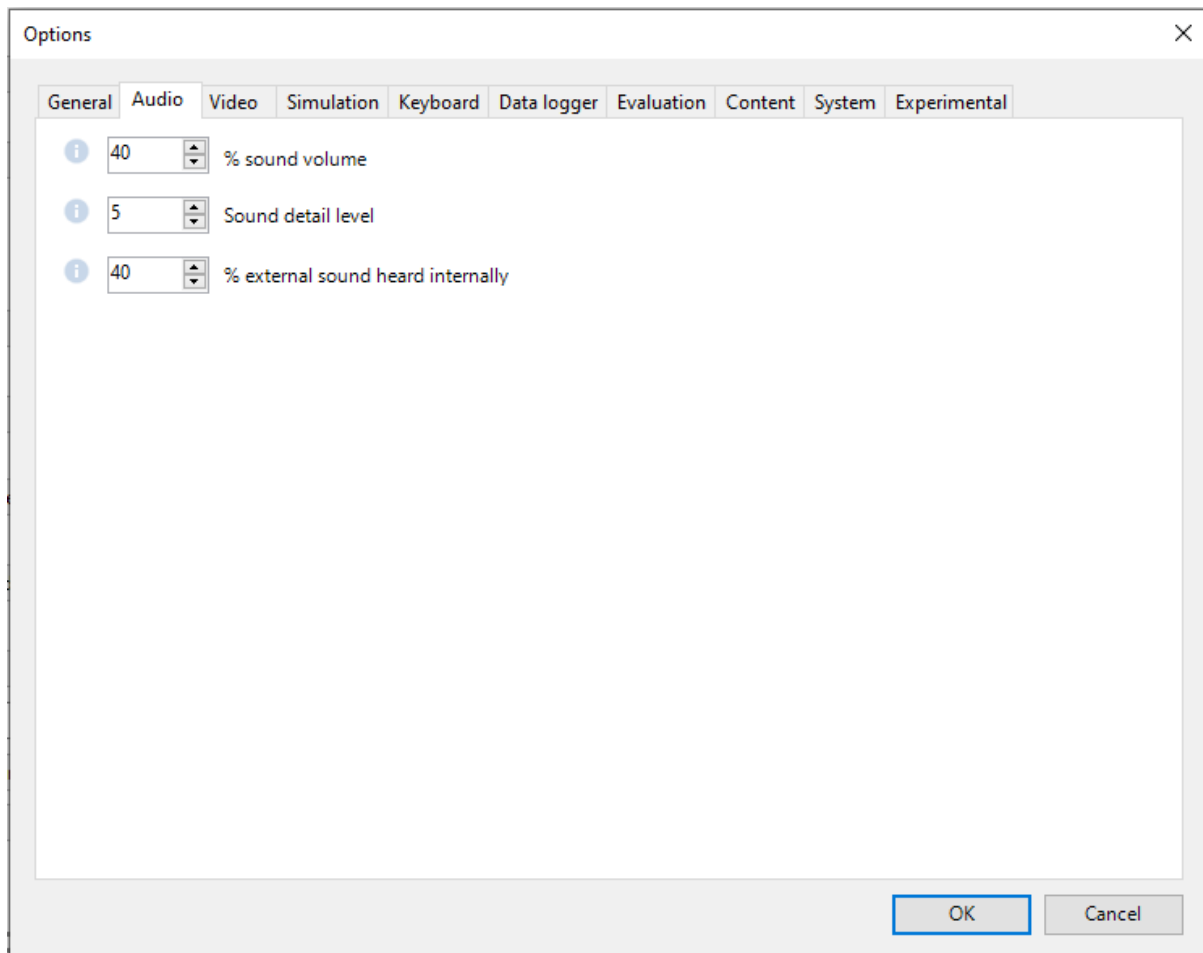 Options
General Audio Video Simulation Keyboard Data logger Evaluation Content System Experimental
40 % sound volume
5 Sound detail level
40 % external sound heard internally
OK Cancel